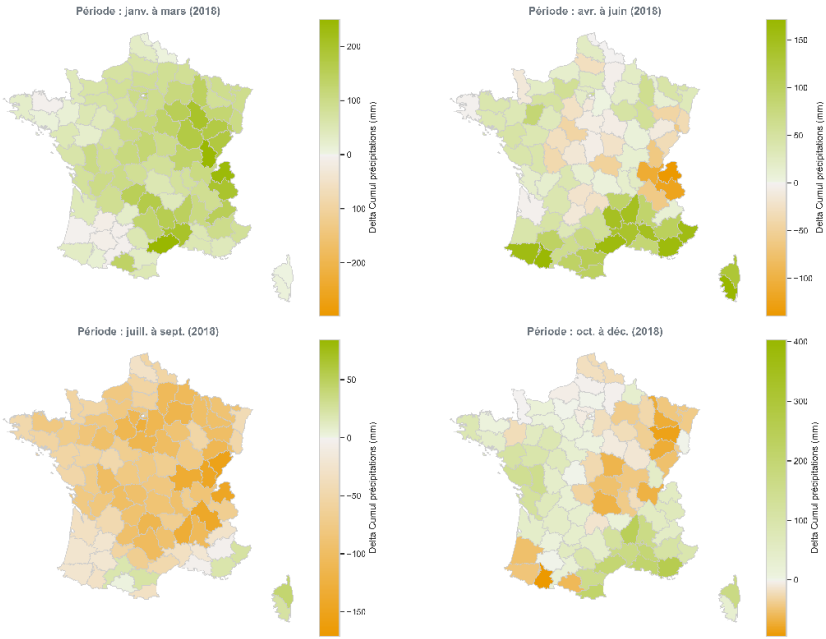 Période : janv. à mars (2018)
200
100
0
−100
−200
Delta Cumul précipitations (mm)
Période : avr. à juin (2018)
150
100
50
0
−50
−100
Delta Cumul précipitations (mm)
Période : juill. à sept. (2018)
50
0
−50
−100
−150
Delta Cumul précipitations (mm)
Période : oct. à déc. (2018)
400
300
200
100
0
Delta Cumul précipitations (mm)